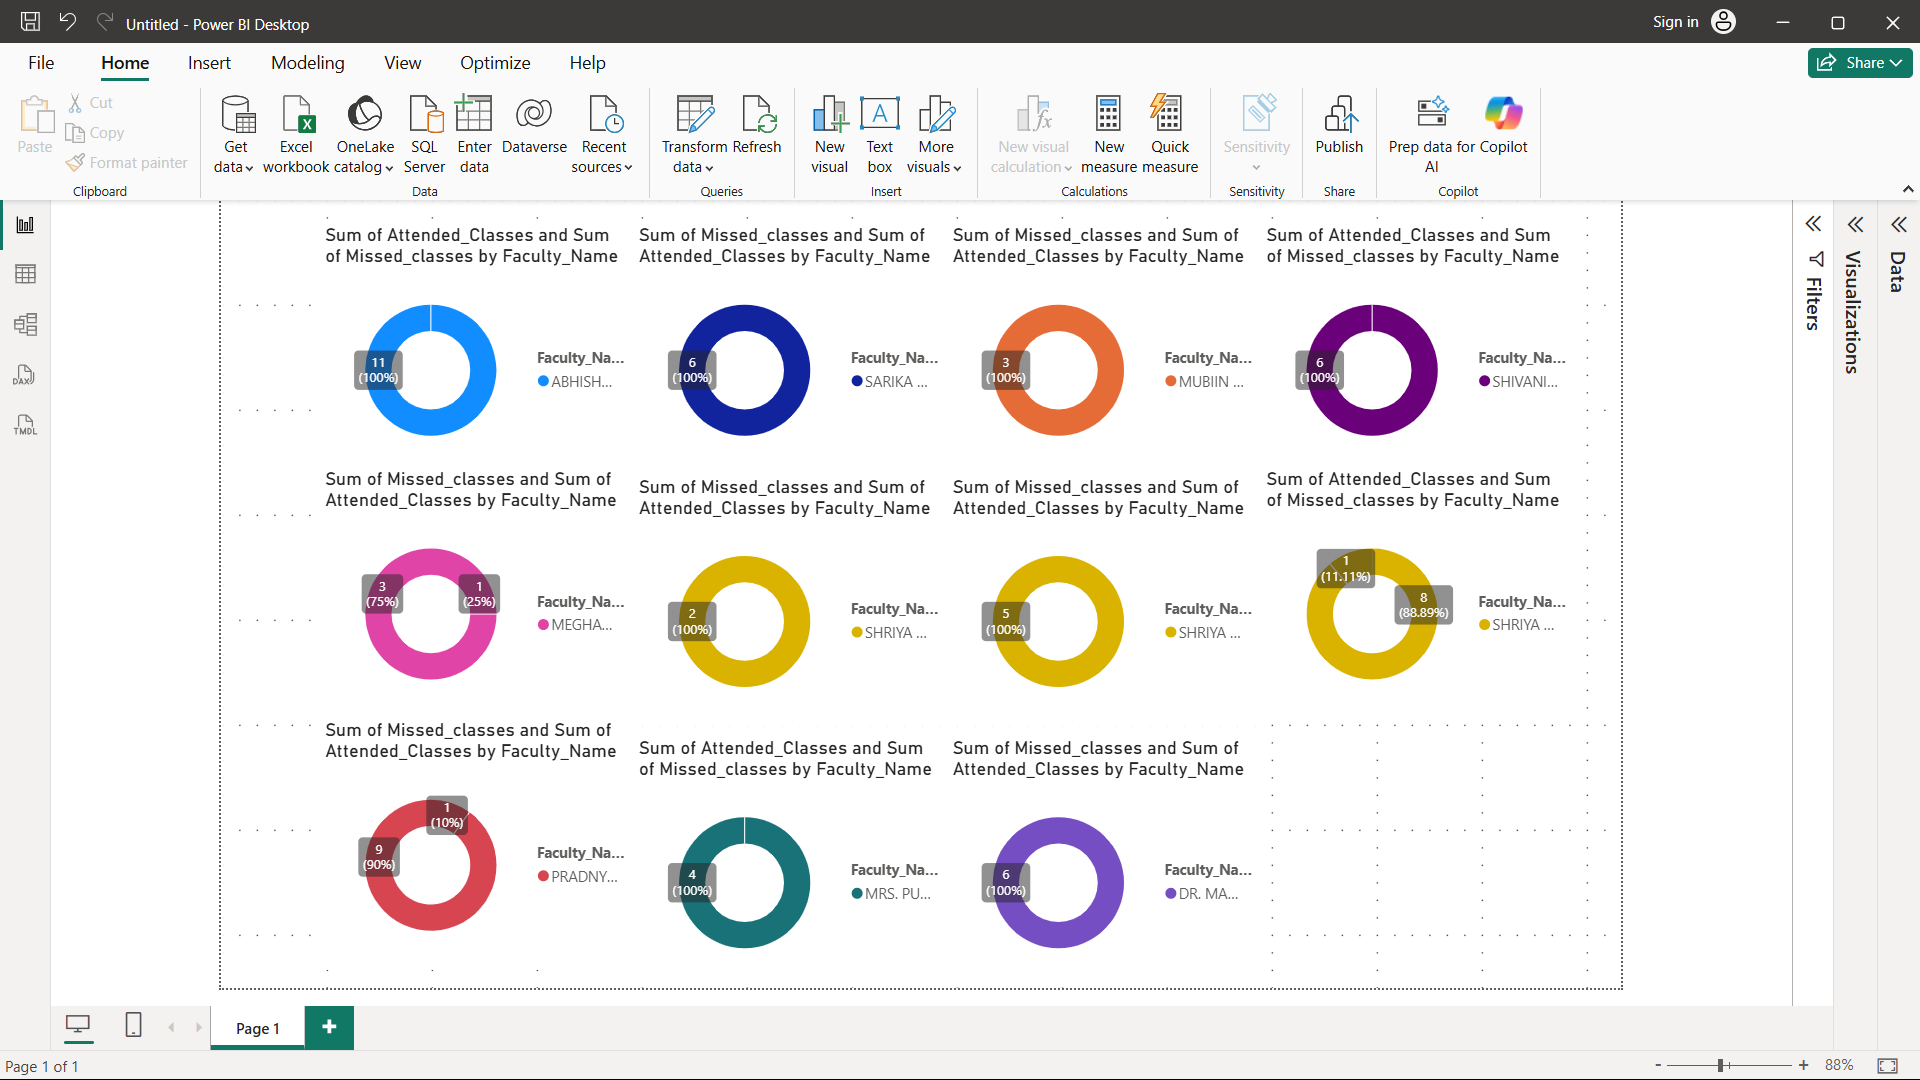 Untitled - Power BI Desktop
Sign in
File
Home
Insert
Modeling
View
Optimize
Help
Share
Paste
Cut
Copy
Format painter
Clipboard
Get data
Excel workbook
OneLake catalog
SQL Server
Enter data
Dataverse
Recent sources
Data
Transform data
Refresh
Queries
New visual
Text box
More visuals
Insert
New visual calculation
New measure
Quick measure
Calculations
Sensitivity
Sensitivity
Publish
Share
Prep data for AI
Copilot
Copilot
DAX
TMDL
Sum of Attended_Classes and Sum
of Missed_classes by Faculty_Name
11
(100%)
Faculty_Na...
ABHISH...
Sum of Missed_classes and Sum of
Attended_Classes by Faculty_Name
6
(100%)
Faculty_Na...
SARIKA ...
Sum of Missed_classes and Sum of
Attended_Classes by Faculty_Name
3
(100%)
Faculty_Na...
MUBIIN ...
Sum of Attended_Classes and Sum
of Missed_classes by Faculty_Name
6
(100%)
Faculty_Na...
SHIVANI...
Sum of Missed_classes and Sum of
Attended_Classes by Faculty_Name
3
(75%)
1
(25%)
Faculty_Na...
MEGHA...
Sum of Missed_classes and Sum of
Attended_Classes by Faculty_Name
2
(100%)
Faculty_Na...
SHRIYA ...
Sum of Missed_classes and Sum of
Attended_Classes by Faculty_Name
5
(100%)
Faculty_Na...
SHRIYA ...
Sum of Attended_Classes and Sum
of Missed_classes by Faculty_Name
1
(11.11%)
8
(88.89%)
Faculty_Na...
SHRIYA ...
Sum of Missed_classes and Sum of
Attended_Classes by Faculty_Name
1
(10%)
9
(90%)
Faculty_Na...
PRADNY...
Sum of Attended_Classes and Sum
of Missed_classes by Faculty_Name
4
(100%)
Faculty_Na...
MRS. PU...
Sum of Missed_classes and Sum of
Attended_Classes by Faculty_Name
6
(100%)
Faculty_Na...
DR. MA...
Filters
Visualizations
Data
Page 1
Page 1 of 1
- + 88%